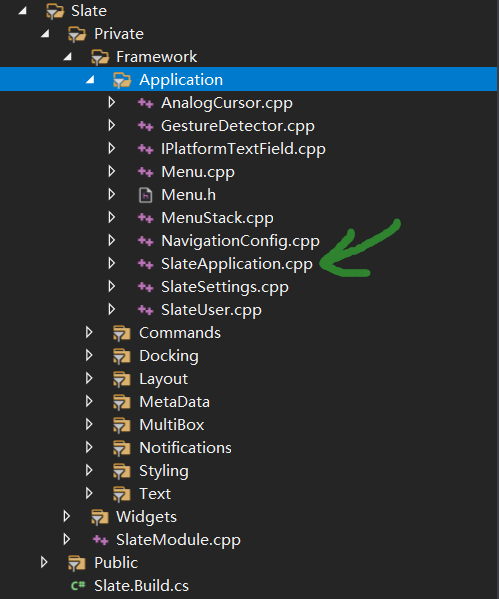 Slate
Private
Framework
Application
AnalogCursor.cpp
GestureDetector.cpp
IPlatformTextField.cpp
Menu.cpp
Menu.h
MenuStack.cpp
NavigationConfig.cpp
SlateApplication.cpp
SlateSettings.cpp
SlateUser.cpp
Commands
Docking
Layout
MetaData
MultiBox
Notifications
Styling
Text
Widgets
SlateModule.cpp
Public
C# Slate.Build.cs